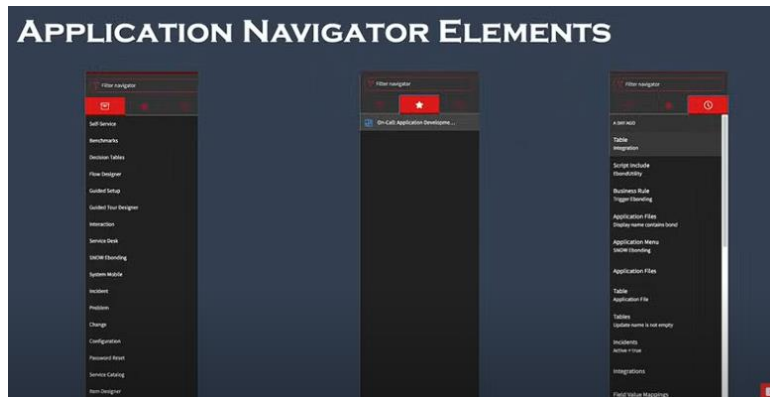 APPLICATION NAVIGATOR ELEMENTS
Filter navigator
Self-Service
Benchmarks
Decision Tables
Flow Designer
Guided Setup
Guided Tour Designer
Interaction
Service Desk
SNOW Ebonding
System Mobile
Incident
Problem
Change
Configuration
Password Reset
Service Catalog
Item Designer
Filter navigator
On-Call: Application Developme ...
Filter navigator
A DAY AGO
Table
Integration
Script Include
EbondUtility
Business Rule
Trigger Ebonding
Application Files
Display name contains bond
Application Menu
SNOW Ebonding
Application Files
Table
Application File
Tables
Update name is not empty
Incidents
Active = true
Integrations
Field Value Mappings